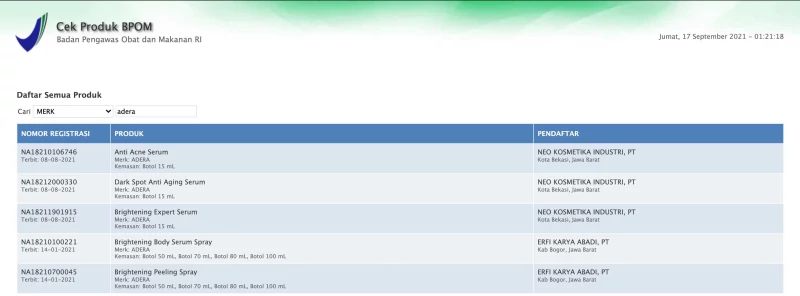 Cek Produk BPOM
Badan Pengawas Obat dan Makanan RI
Jumat, 17 September 2021 - 01:21:18
Daftar Semua Produk
Cari MERK adera
NOMOR REGISTRASI PRODUK PENDAFTAR
NA18210106746 Anti Acne Serum NEO KOSMETIKA INDUSTRI, PT
Terbit: 08-08-2021 Merk: ADERA Kota Bekasi, Jawa Barat
Kemasan: Botol 15 mL
NA18212000330 Dark Spot Anti Aging Serum NEO KOSMETIKA INDUSTRI, PT
Terbit: 08-08-2021 Merk: ADERA Kota Bekasi, Jawa Barat
Kemasan: Botol 15 mL
NA18211901915 Brightening Expert Serum NEO KOSMETIKA INDUSTRI, PT
Terbit: 08-08-2021 Merk: ADERA Kota Bekasi, Jawa Barat
Kemasan: Botol 15 mL
NA18210100221 Brightening Body Serum Spray ERFI KARYA ABADI, PT
Terbit: 14-01-2021 Merk: ADERA Kab Bogor, Jawa Barat
Kemasan: Botol 50 mL, Botol 70 mL, Botol 80 mL, Botol 100 mL
NA18210700045 Brightening Peeling Spray ERFI KARYA ABADI, PT
Terbit: 14-01-2021 Merk: ADERA Kab Bogor, Jawa Barat
Kemasan: Botol 50 mL, Botol 70 mL, Botol 80 mL, Botol 100 mL